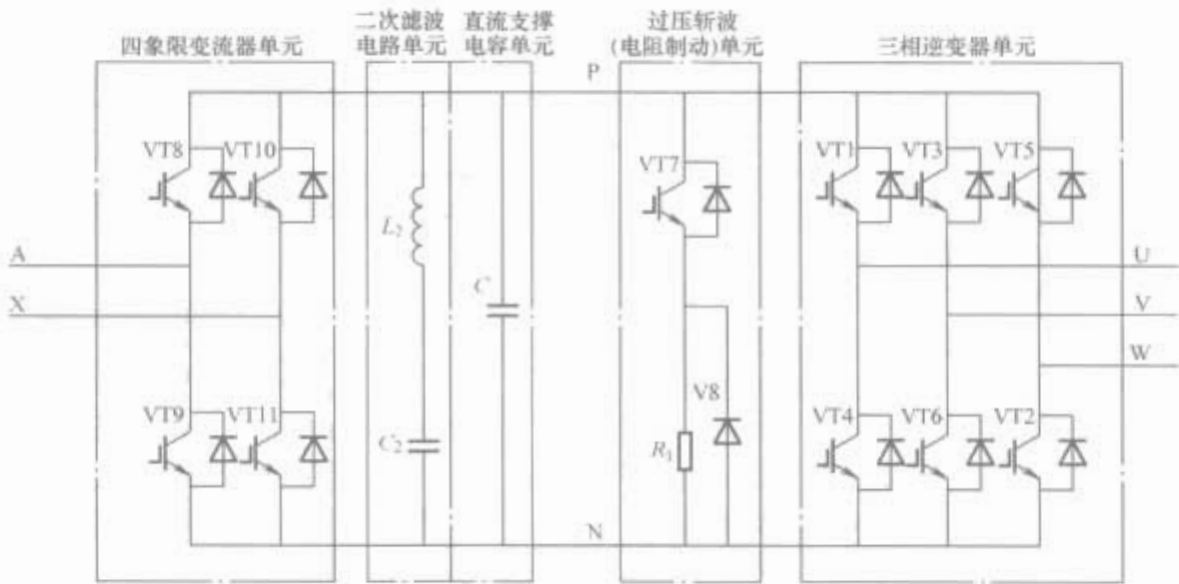 四象限变流器单元
二次滤波
电路单元
直流支撑
电容单元
过压斩波
(电阻制动)单元
三相逆变器单元
P
VT8
VT10
VT7
VT1
VT3
VT5
L₂
A
U
X
C
V
W
VT9
VT11
V8
VT4
VT6
VT2
C₂
R₁
N